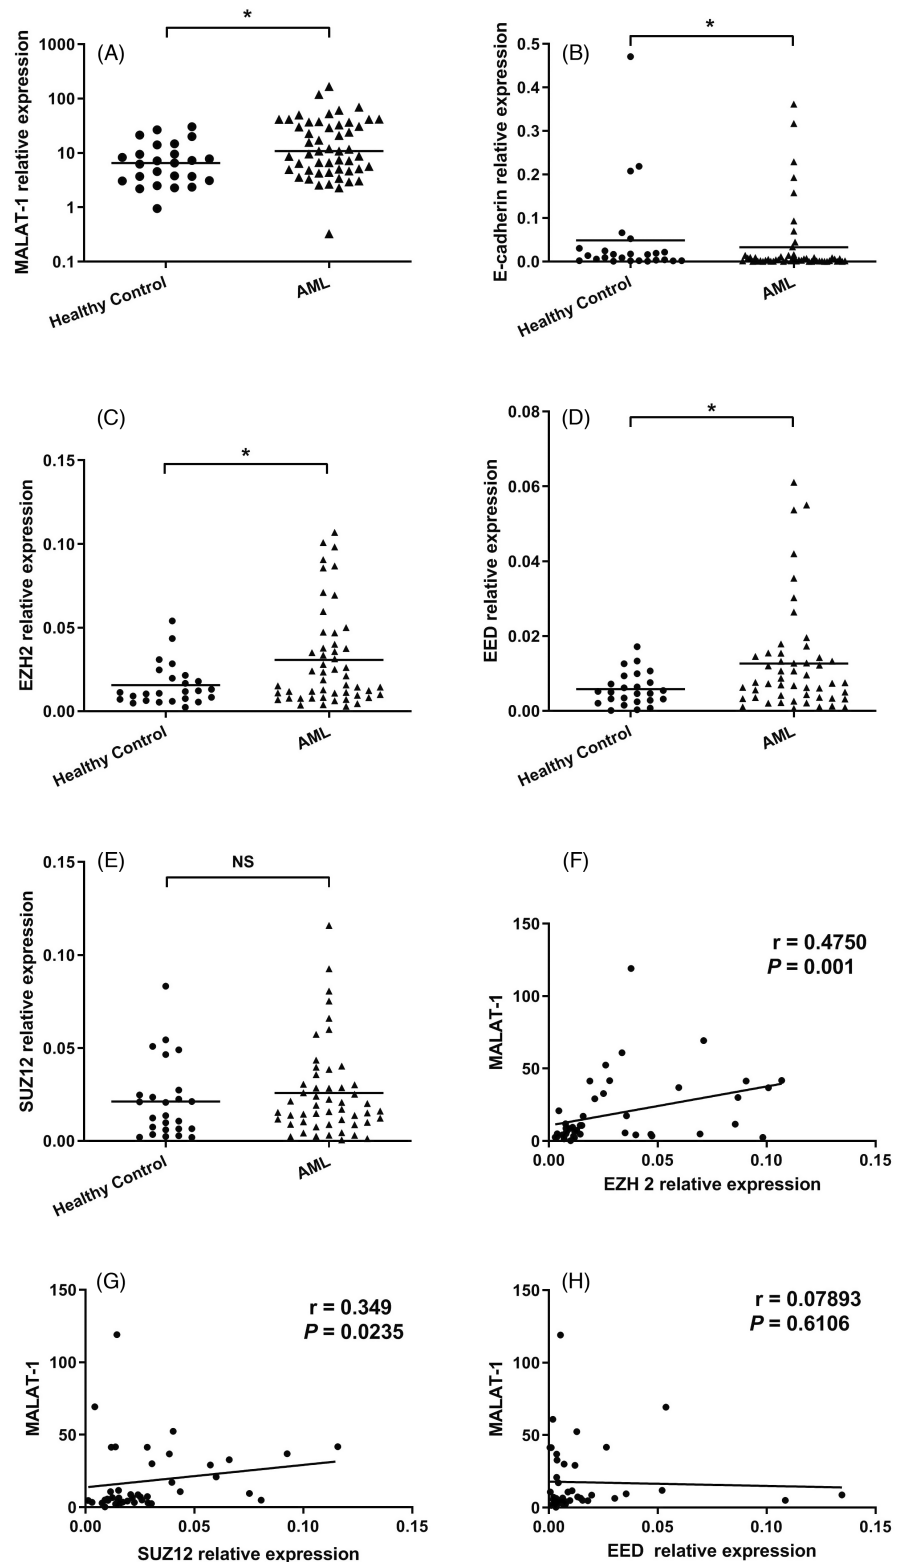 (A)
*
MALAT-1 relative expression
1000
100
10
1
0.1
Healthy Control
AML
(B)
*
E-cadherin relative expression
0.5
0.4
0.3
0.2
0.1
0.0
Healthy Control
AML
(C)
*
EZH2 relative expression
0.15
0.10
0.05
0.00
Healthy Control
AML
(D)
*
EED relative expression
0.08
0.06
0.04
0.02
0.00
Healthy Control
AML
(E)
NS
SUZ12 relative expression
0.15
0.10
0.05
0.00
Healthy Control
AML
(F)
r = 0.4750
P = 0.001
MALAT-1
150
100
50
0
0.00 0.05 0.10 0.15
EZH 2 relative expression
(G)
r = 0.349
P = 0.0235
MALAT-1
150
100
50
0
0.00 0.05 0.10 0.15
SUZ12 relative expression
(H)
r = 0.07893
P = 0.6106
MALAT-1
150
100
50
0
0.00 0.05 0.10 0.15
EED relative expression